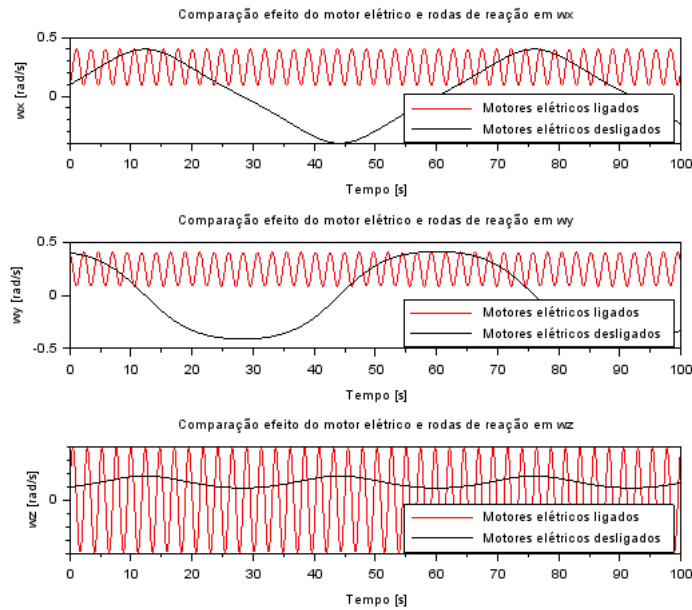 Comparação efeito do motor elétrico e rodas de reação em wx
0.5
0
wx [rad/s]
Motores elétricos ligados
Motores elétricos desligados
0 10 20 30 40 50 60 70 80 90 100
Tempo [s]
Comparação efeito do motor elétrico e rodas de reação em wy
0.5
0
-0.5
wy [rad/s]
Motores elétricos ligados
Motores elétricos desligados
0 10 20 30 40 50 60 70 80 90 100
Tempo [s]
Comparação efeito do motor elétrico e rodas de reação em wz
0
wz [rad/s]
Motores elétricos ligados
Motores elétricos desligados
0 10 20 30 40 50 60 70 80 90 100
Tempo [s]